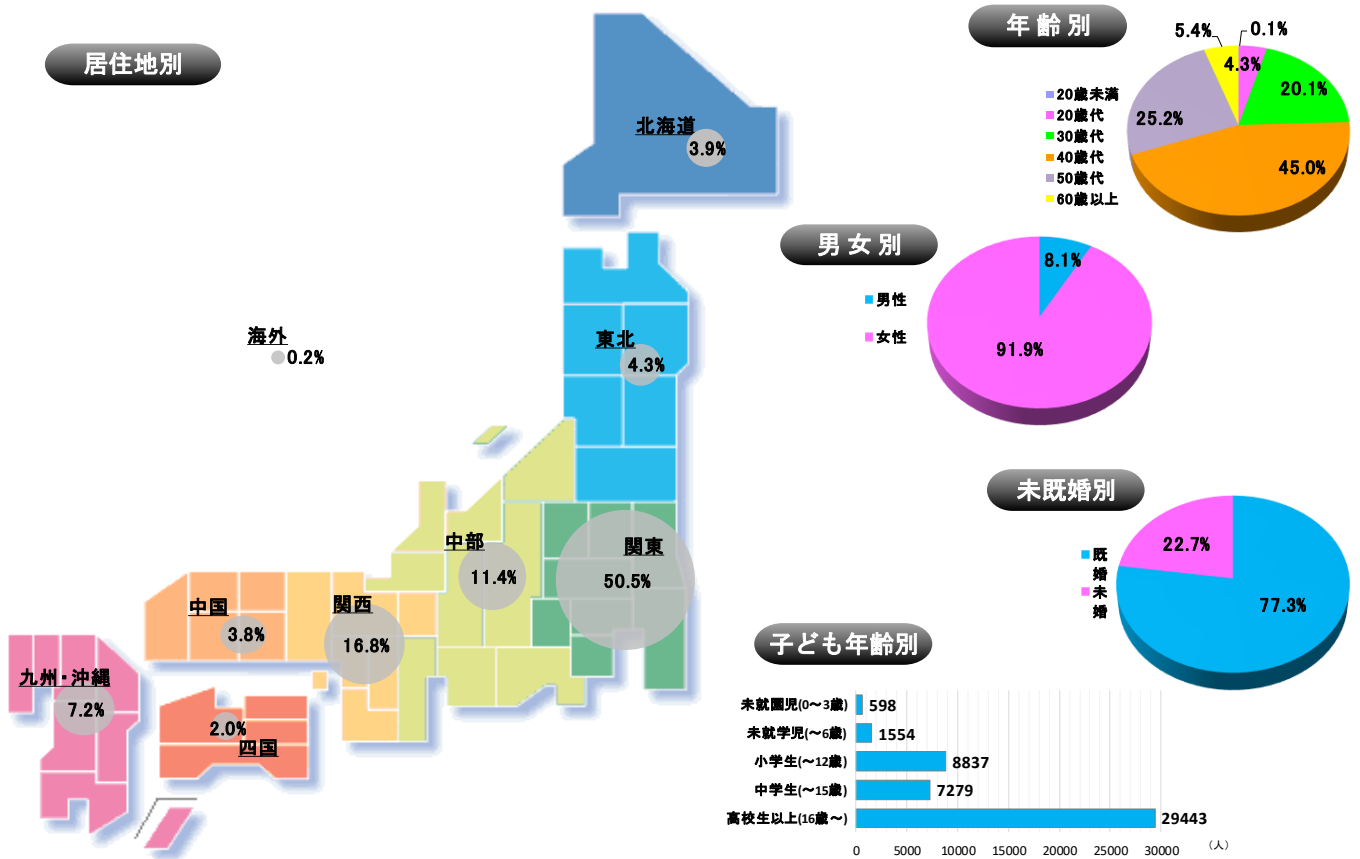 居住地別
北海道
3.9%
東北
4.3%
海外
0.2%
中部
11.4%
関東
50.5%
中国
3.8%
関西
16.8%
九州・沖縄
7.2%
2.0%
四国
年齢別
5.4%
0.1%
4.3%
20.1%
25.2%
45.0%
20歳未満
20歳代
30歳代
40歳代
50歳代
60歳以上
男女別
8.1%
91.9%
男性
女性
未既婚別
22.7%
77.3%
既
婚
未
婚
子ども年齢別
未就園児(0～3歳) 598
未就学児(～6歳) 1554
小学生(～12歳) 8837
中学生(～15歳) 7279
高校生以上(16歳～) 29443
0 5000 10000 15000 20000 25000 30000 （人）